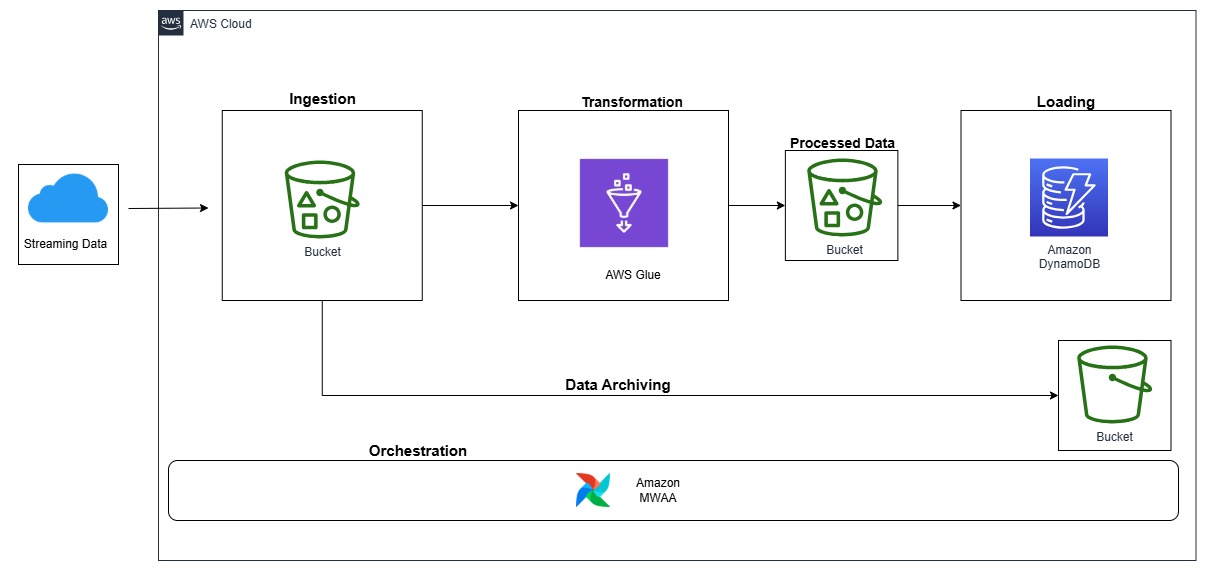 aws
AWS Cloud
Ingestion
Transformation
Loading
Processed Data
Streaming Data
Bucket
AWS Glue
Bucket
Amazon
DynamoDB
Data Archiving
Bucket
Orchestration
Amazon
MWAA